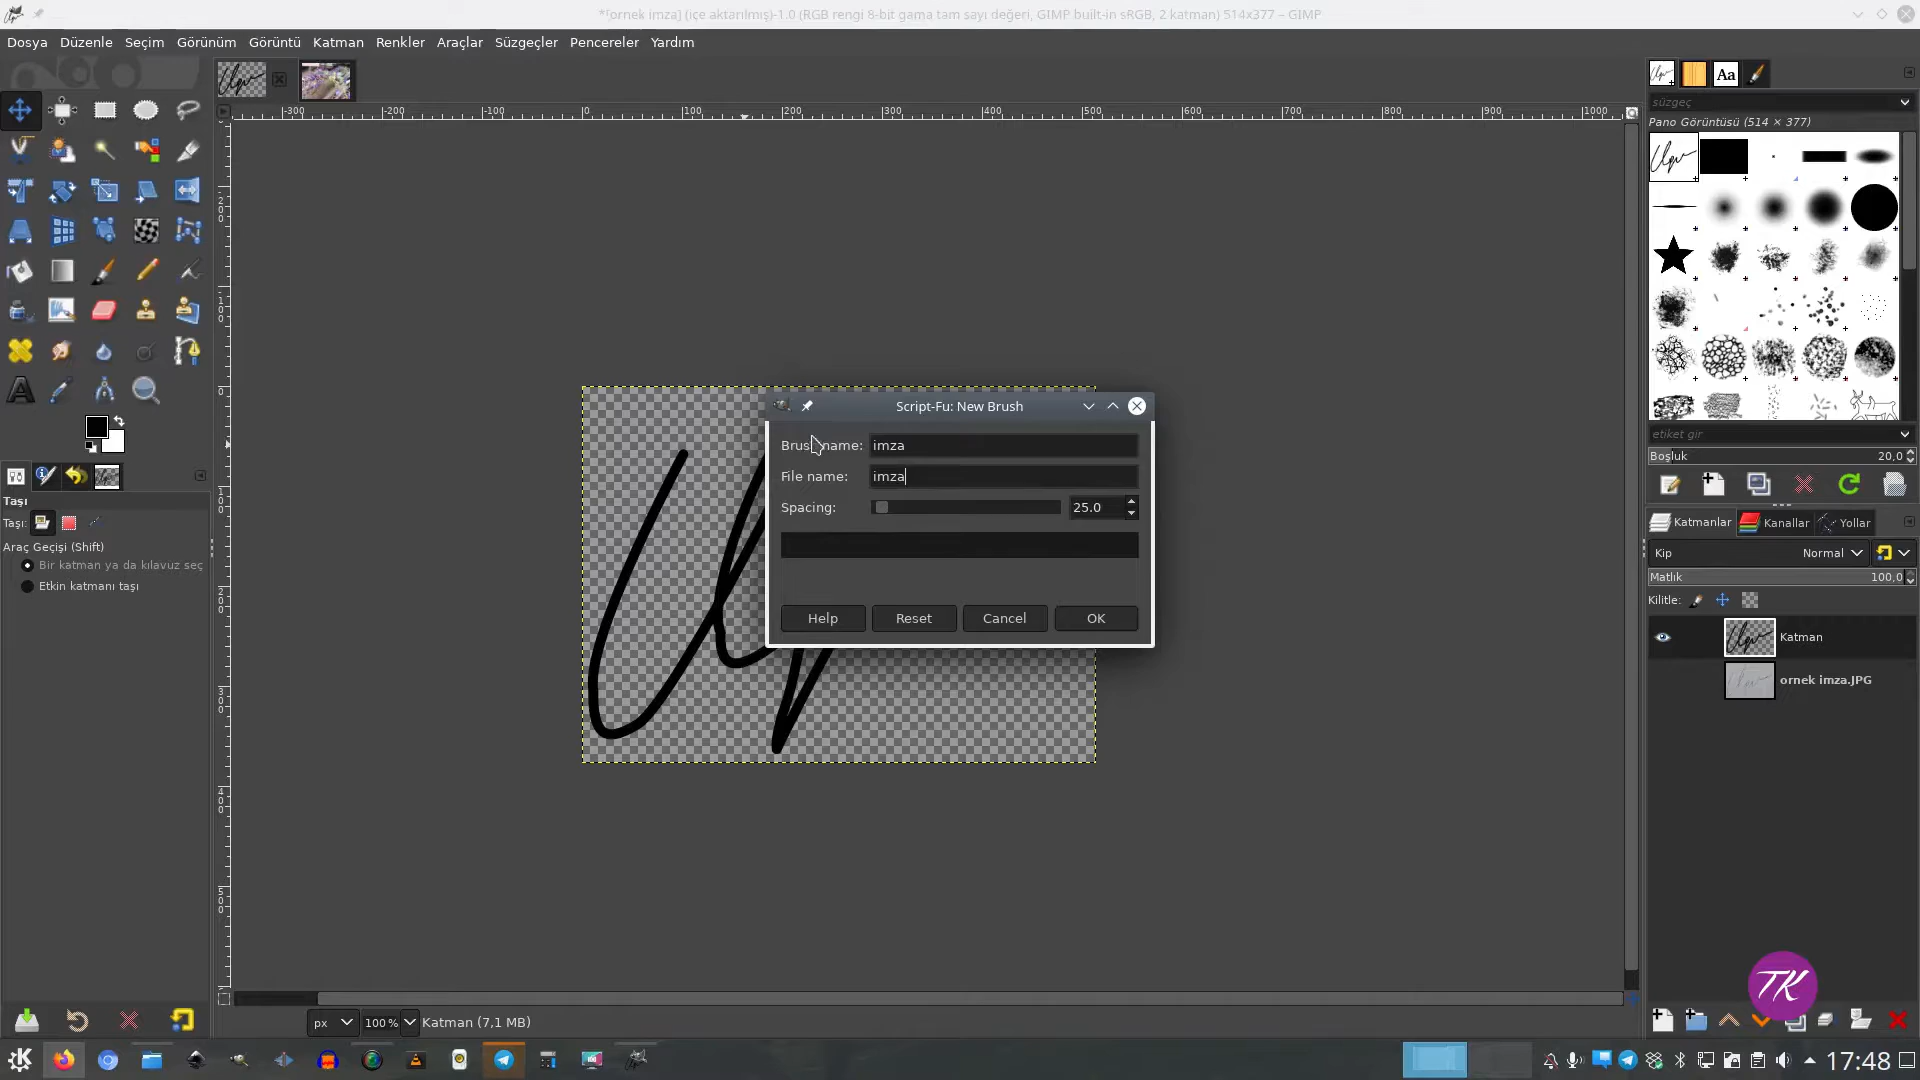 *[ornek imza] (içe aktarılmış)-1.0 (RGB rengi 8-bit gama tam sayı değeri, GIMP built-in sRGB, 2 katman) 514x377 – GIMP
Dosya Düzenle Seçim Görünüm Görüntü Katman Renkler Araçlar Süzgeçler Pencereler Yardım
Aa
süzgeç
-300 -200 -100 0 100 200 300 400 500 600 700 800 900 1000
Pano Görüntüsü (514 × 377)
Script-Fu: New Brush
Brush name: imza
File name: imza
Spacing: 25.0
Help Reset Cancel OK
etiket gir
Boşluk 20,0
Taşı
Taşı:
Araç Geçişi (Shift)
Bir katman ya da kılavuz seç
Etkin katmanı taşı
Katmanlar Kanallar Yollar
Kip Normal
Matlık 100,0
Kilitle:
Katman
ornek imza.JPG
TK
px 100 % Katman (7,1 MB)
17:48